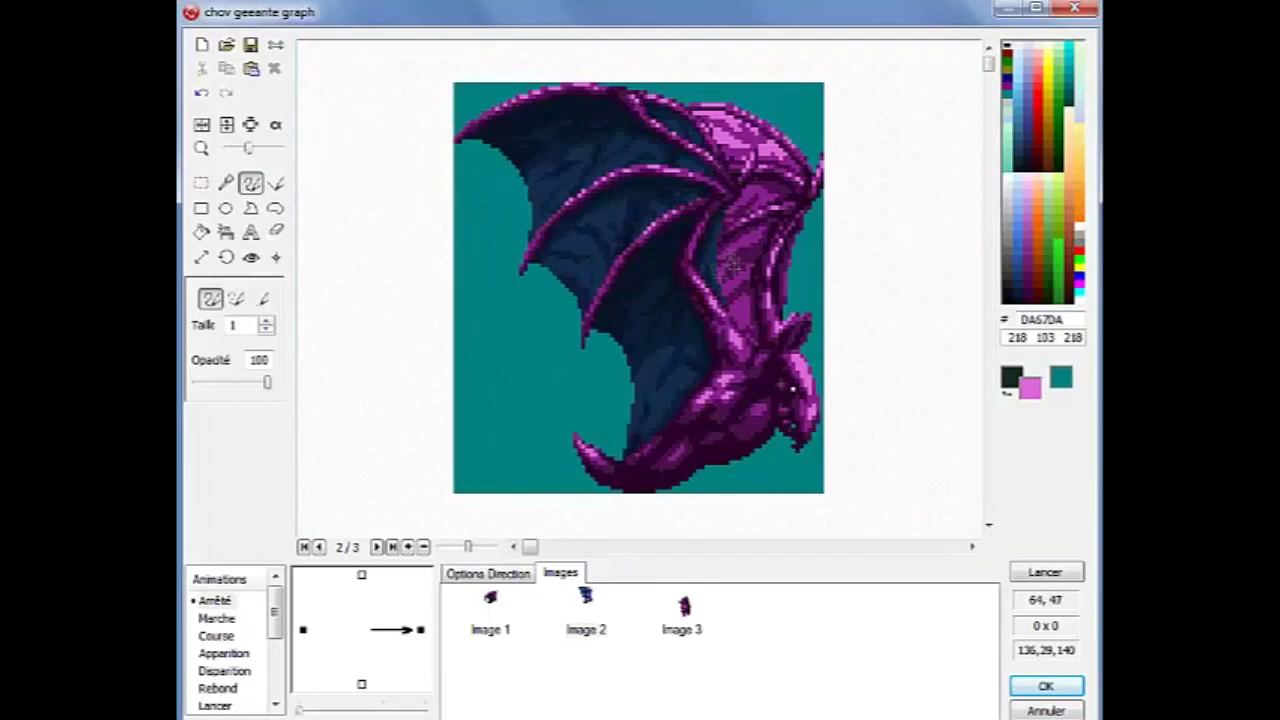 chov geeante graph
Taille 1
Opacité 100
# DA67DA
218 103 218
2 / 3
Animations
Arrêté
Marche
Course
Apparition
Disparition
Rebond
Lancer
Options Direction
Images
Image 1
Image 2
Image 3
Lancer
64, 47
0 x 0
136,29,140
OK
Annuler